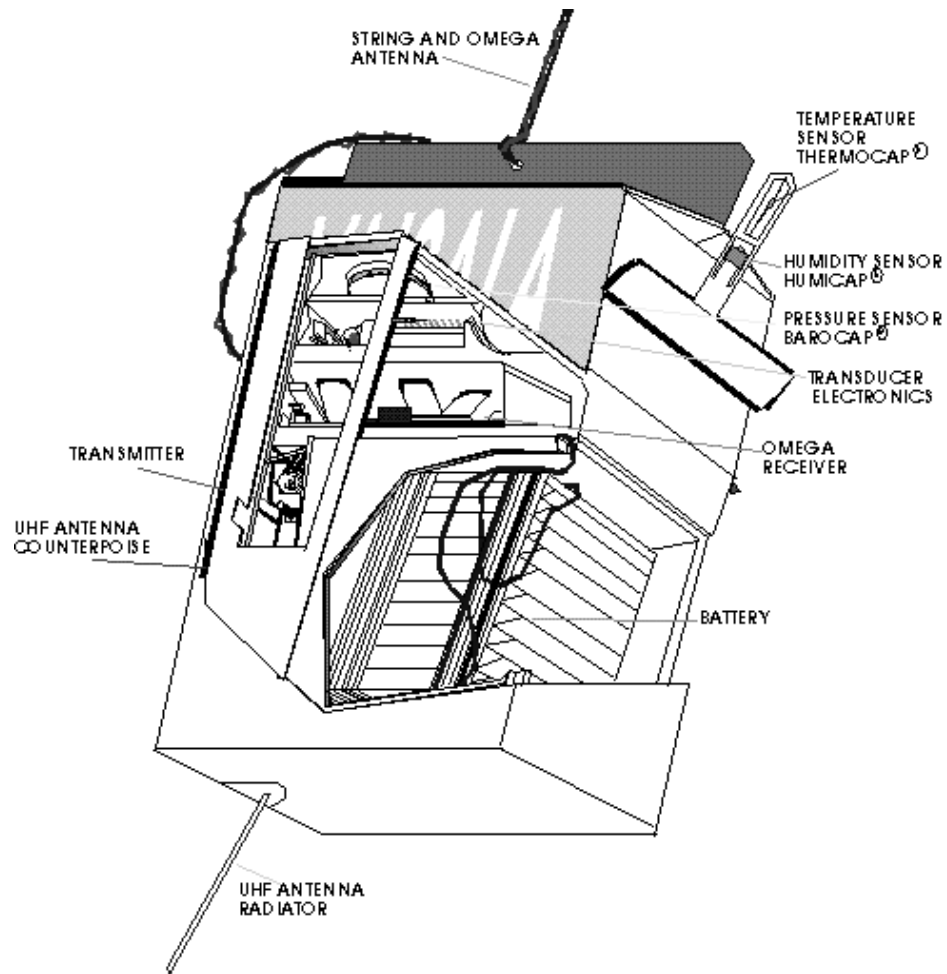 STRING AND OMEGA
ANTENNA
TEMPERATURE
SENSOR
THERMOCAP®
HUMIDITY SENSOR
HUMICAP®
PRESSURE SENSOR
BAROCAP®
TRANSDUCER
ELECTRONICS
OMEGA
RECEIVER
TRANSMITTER
UHF ANTENNA
COUNTERPOISE
BATTERY
UHF ANTENNA
RADIATOR